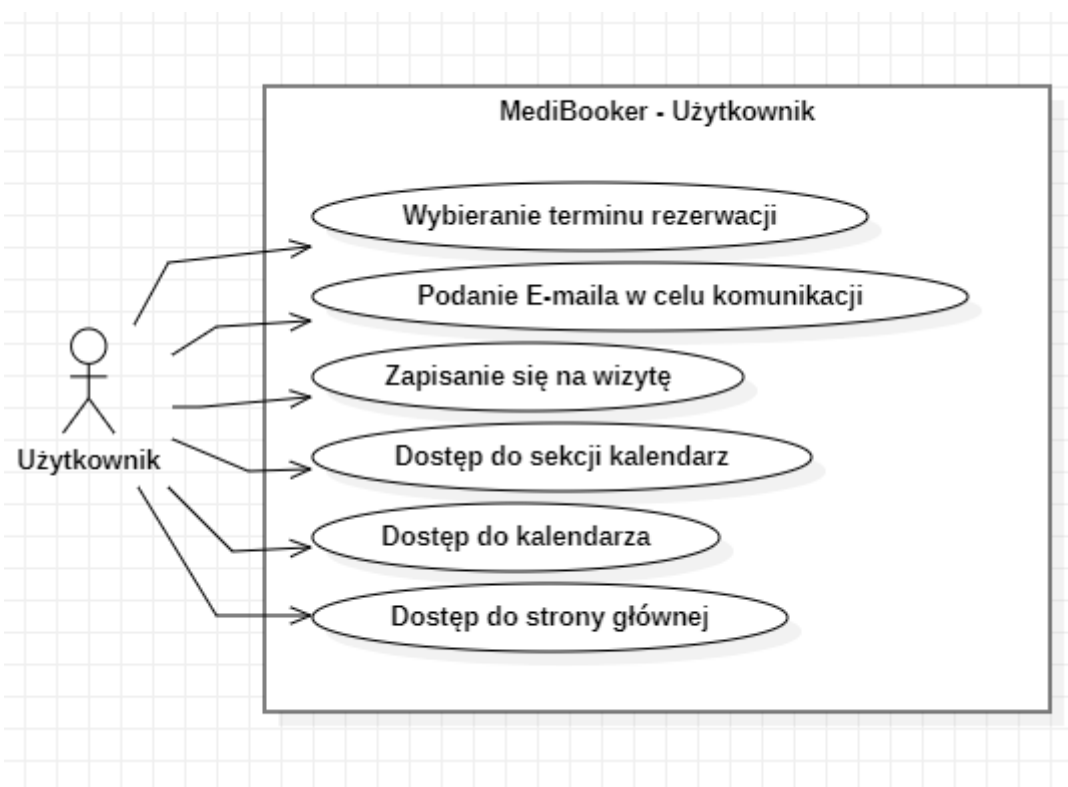 MediBooker - Użytkownik
Wybieranie terminu rezerwacji
Podanie E-maila w celu komunikacji
Zapisanie się na wizytę
Dostęp do sekcji kalendarz
Użytkownik
Dostęp do kalendarza
Dostęp do strony głównej